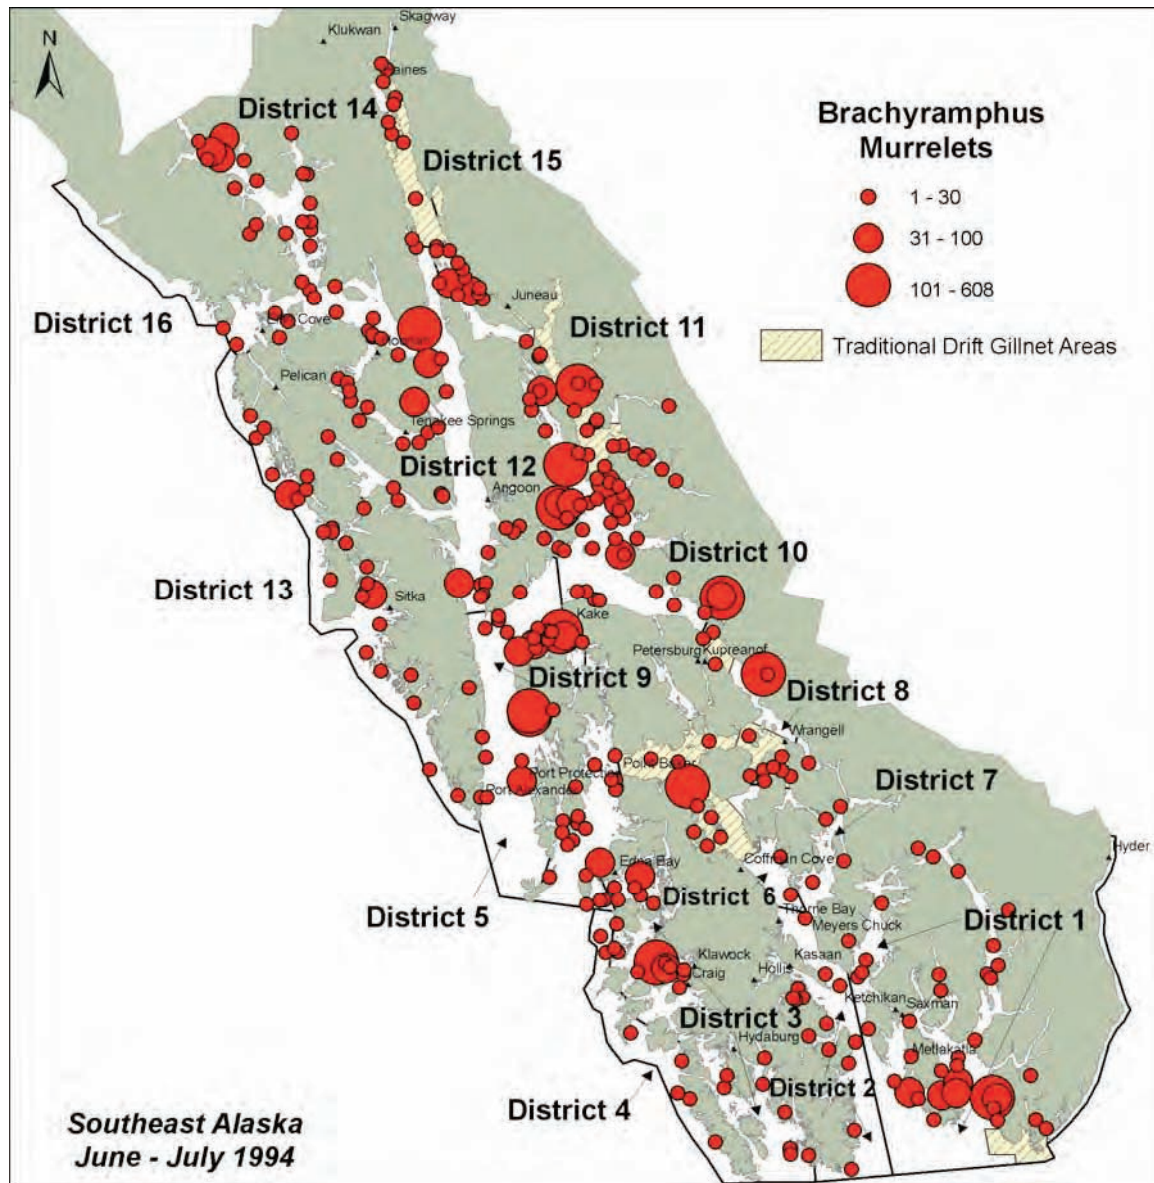 Skagway
Klukwan
N
Haines
District 14
Brachyramphus
Murrelets
District 15
1 - 30
31 - 100
101 - 608
Juneau
District 16
District 11
Traditional Drift Gillnet Areas
Cove
Pelican
Tenakee Springs
District 12
Angoon
District 10
District 13
Sitka
Kake
Petersburg
Kupreanof
District 9
District 8
Wrangell
Point Baker
Port Protection
Port Alexander
District 7
Hyder
Edna Bay
Coffman Cove
District 6
District 5
Thorne Bay
Meyers Chuck
District 1
Klawock
Kasaan
Hollis
Craig
Ketchikan
Saxman
District 3
Hydaburg
Metlakatla
District 2
District 4
Southeast Alaska
June - July 1994